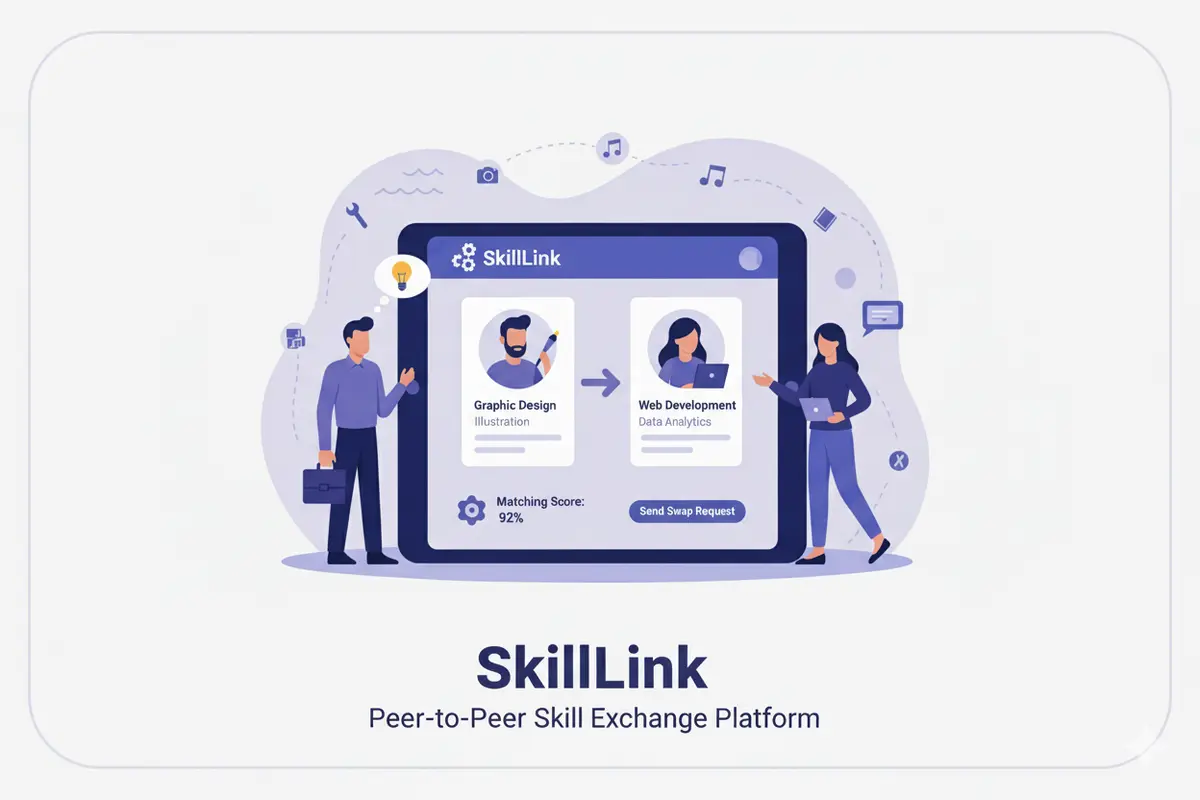 SkillLink
Graphic Design
Illustration
Web Development
Data Analytics
Matching Score:
92%
Send Swap Request
SkillLink
Peer-to-Peer Skill Exchange Platform